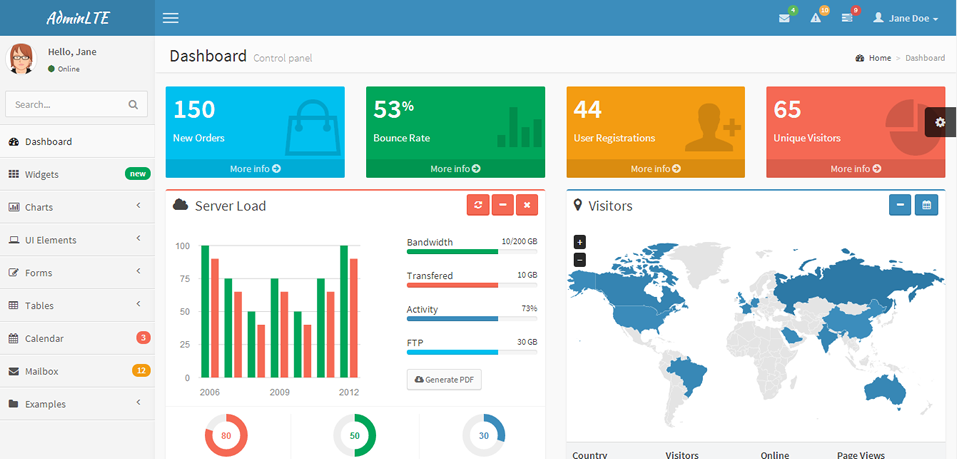 AdminLTE
4
10
9
Jane Doe
Hello, Jane
Online
Search...
Dashboard
Widgets
new
Charts
UI Elements
Forms
Tables
Calendar
3
Mailbox
12
Examples
Dashboard Control panel
Home > Dashboard
150
New Orders
More info
53%
Bounce Rate
More info
44
User Registrations
More info
65
Unique Visitors
More info
Server Load
100
75
50
25
0
2006
2009
2012
Bandwidth 10/200 GB
Transfered 10 GB
Activity 73%
FTP 30 GB
Generate PDF
80
50
30
Visitors
+
−
Country Visitors Online Page Views